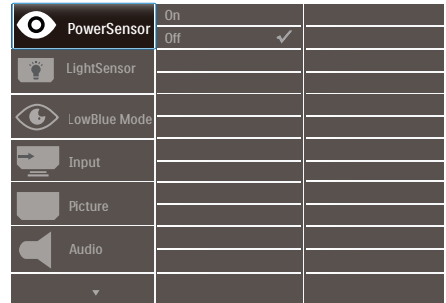 PowerSensor
On
Off
LightSensor
LowBlue Mode
Input
Picture
Audio